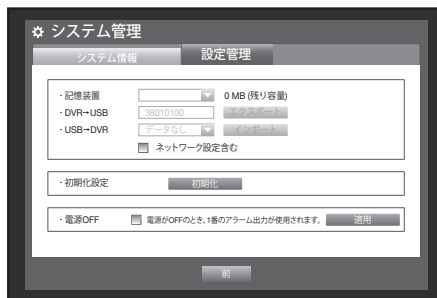 システム管理
システム情報 設定管理
・記憶装置 0 MB (残り容量)
・DVR→USB 38010100 エクスポート
・USB→DVR データなし インポート
ネットワーク設定含む
・初期化設定 初期化
・電源OFF 電源がOFFのとき、1番のアラーム出力が使用されます。 適用
前